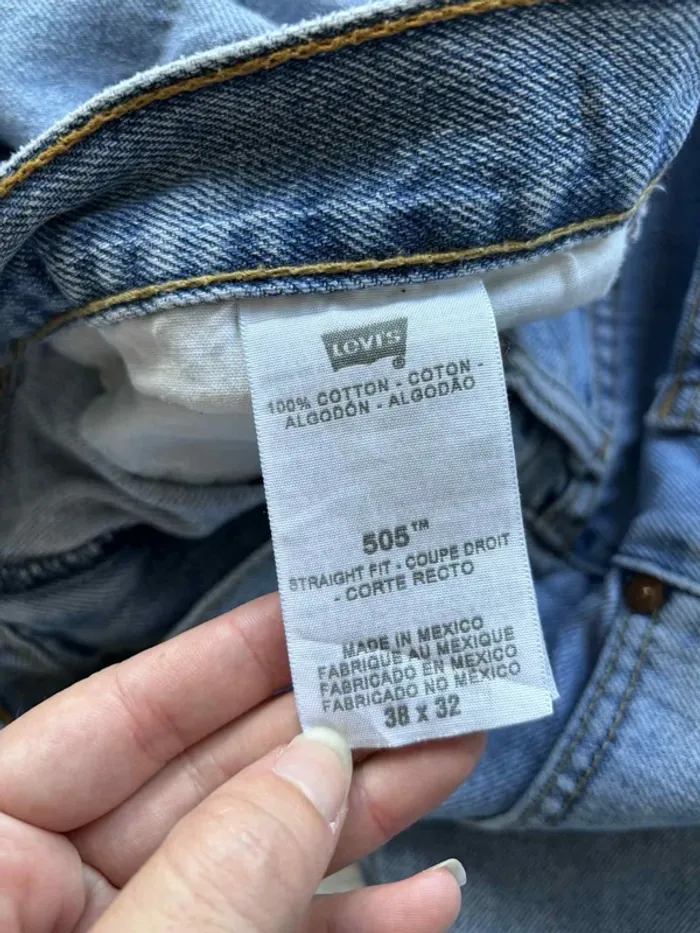 Levi's
100% COTTON - COTON -
ALGODÓN - ALGODÃO
505™
STRAIGHT FIT - COUPE DROIT
- CORTE RECTO
MADE IN MEXICO
FABRIQUE AU MEXIQUE
FABRICADO EN MEXICO
FABRICADO NO MÉXICO
38 x 32